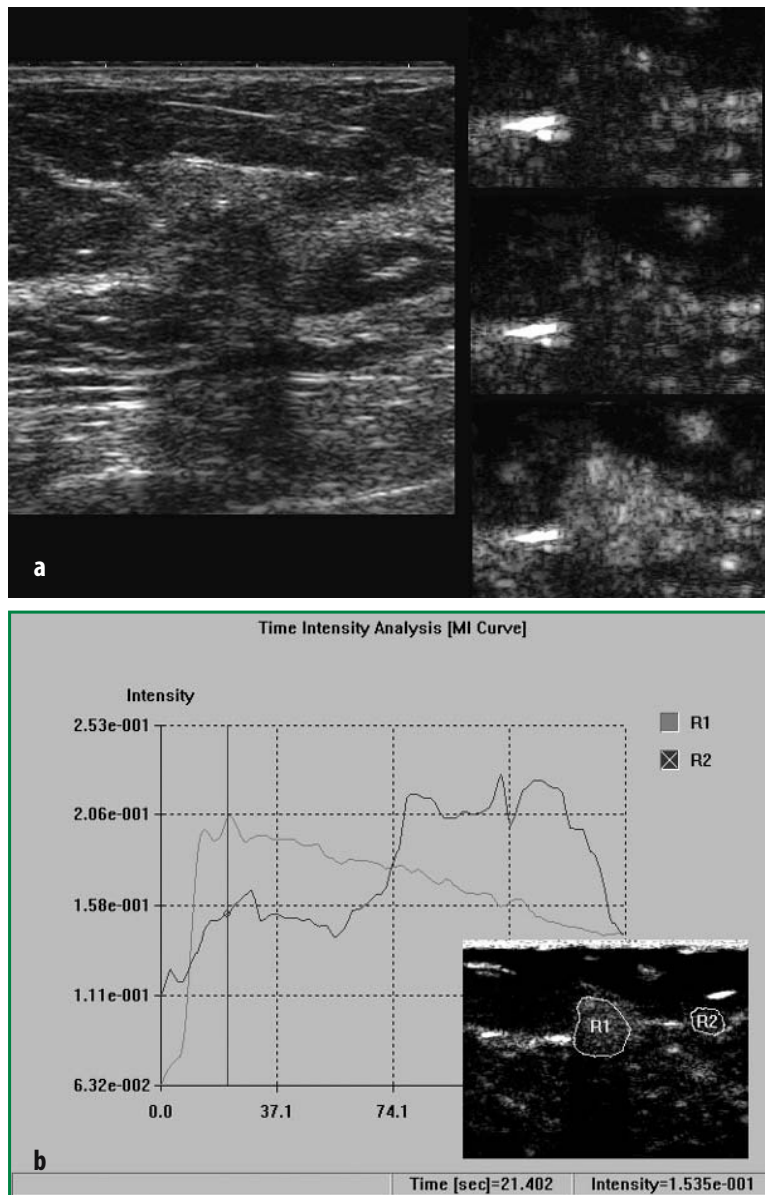 a
Time Intensity Analysis [MI Curve]
Intensity
2.53e-001
R1
R2
2.06e-001
1.58e-001
1.11e-001
R1
R2
6.32e-002
0.0
37.1
74.1
b
Time [sec]=21.402
Intensity=1.535e-001